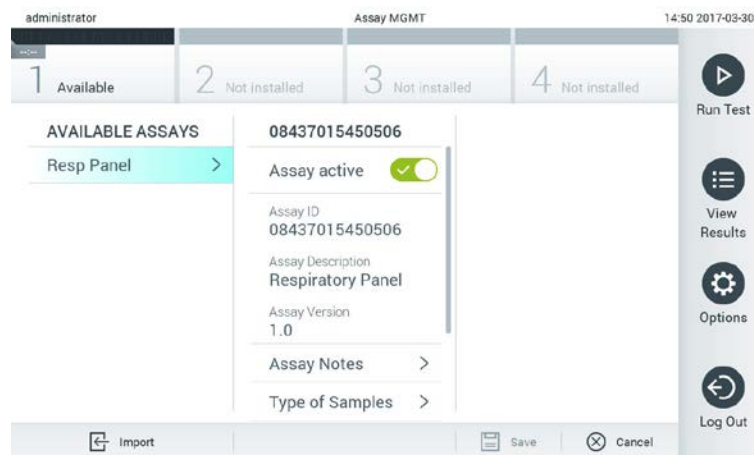 administrator Assay MGMT 14:50 2017-03-30
--:--
1 Available 2 Not installed 3 Not installed 4 Not installed
Run Test
AVAILABLE ASSAYS
Resp Panel >
08437015450506
Assay active
Assay ID
08437015450506
Assay Description
Respiratory Panel
Assay Version
1.0
Assay Notes >
Type of Samples >
View
Results
Options
Log Out
Import Save Cancel